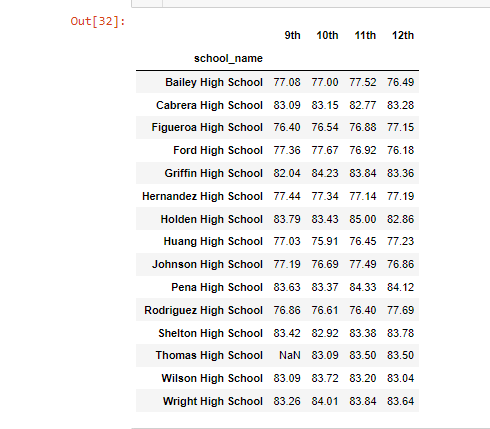 Out[32]:
9th 10th 11th 12th
school_name
Bailey High School 77.08 77.00 77.52 76.49
Cabrera High School 83.09 83.15 82.77 83.28
Figueroa High School 76.40 76.54 76.88 77.15
Ford High School 77.36 77.67 76.92 76.18
Griffin High School 82.04 84.23 83.84 83.36
Hernandez High School 77.44 77.34 77.14 77.19
Holden High School 83.79 83.43 85.00 82.86
Huang High School 77.03 75.91 76.45 77.23
Johnson High School 77.19 76.69 77.49 76.86
Pena High School 83.63 83.37 84.33 84.12
Rodriguez High School 76.86 76.61 76.40 77.69
Shelton High School 83.42 82.92 83.38 83.78
Thomas High School NaN 83.09 83.50 83.50
Wilson High School 83.09 83.72 83.20 83.04
Wright High School 83.26 84.01 83.84 83.64